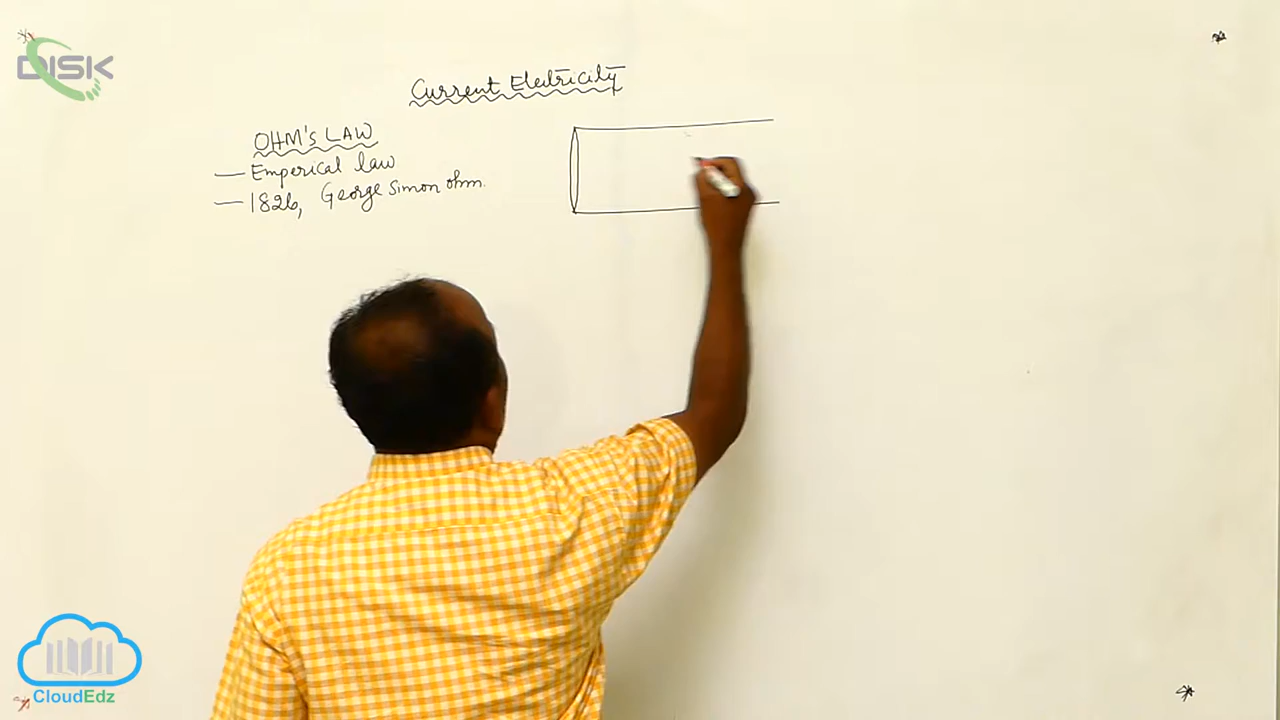 DISK
Current Electricity
OHM's LAW
— Emperical law
— 1826, George Simon ohm.
CloudEdz